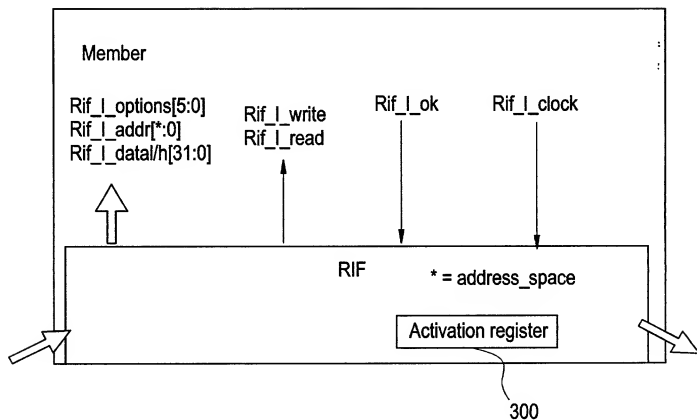 Member
Rif_I_options[5:0]
Rif_I_addr[*:0]
Rif_I_datal/h[31:0]
Rif_I_write
Rif_I_read
Rif_I_ok
Rif_I_clock
RIF
* = address_space
Activation register
300